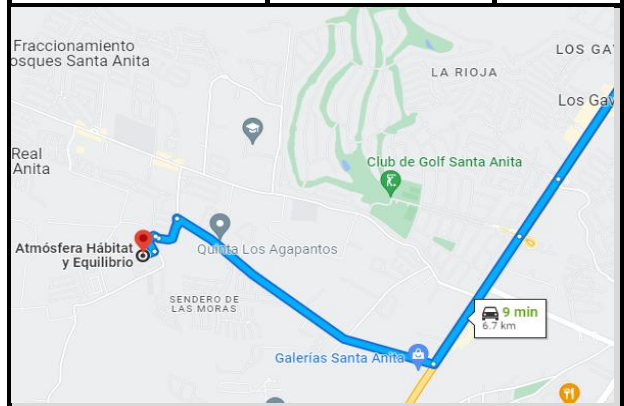 Fraccionamiento
osques Santa Anita
LA RIOJA
LOS GA
Los Gav
Real
Anita
Club de Golf Santa Anita
Atmósfera Hábitat
y Equilibrio
Quinta Los Agapantos
SENDERO DE
LAS MORAS
9 min
6.7 km
Galerías Santa Anita